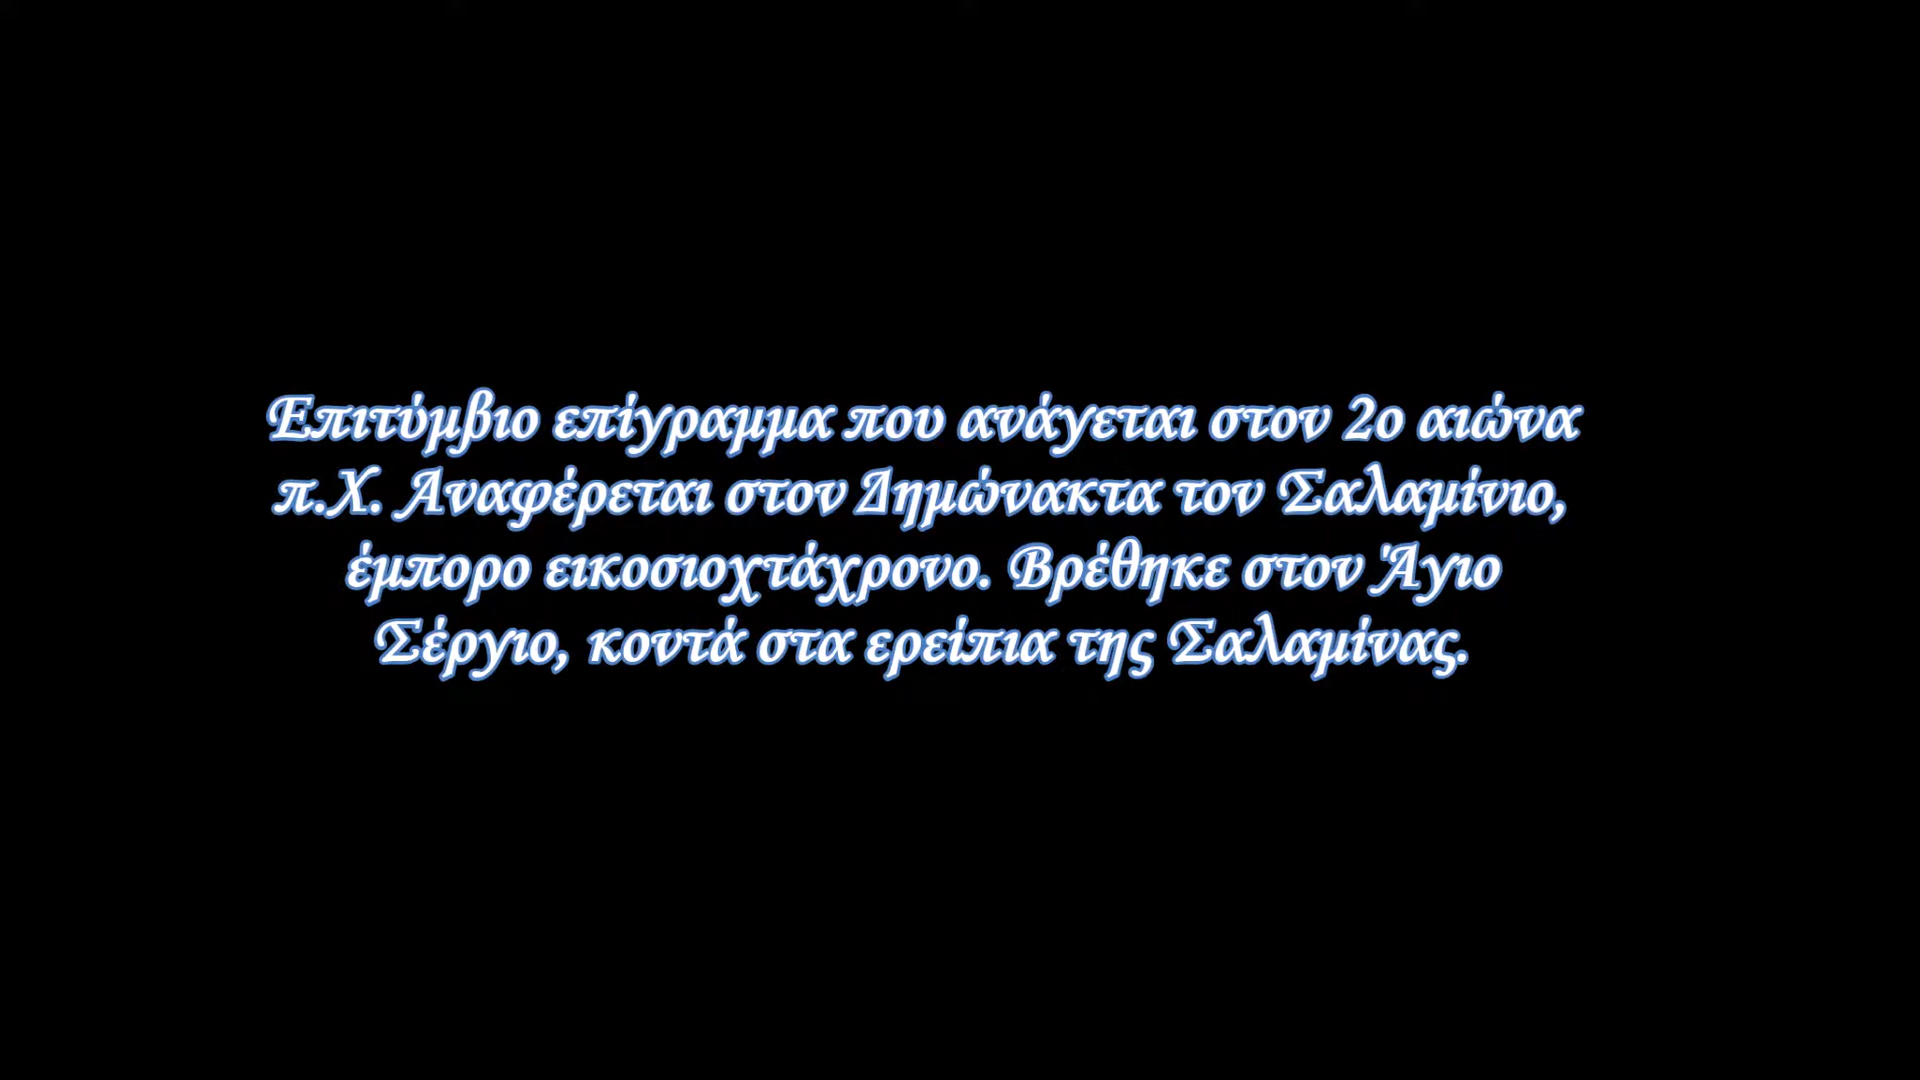 Επιτύμβιο επίγραμμα που ανάγεται στον 2ο αιώνα
π.Χ. Αναφέρεται στον Δημώνακτα τον Σαλαμίνιο,
έμπορο εικοσιοχτάχρονο. Βρέθηκε στον Άγιο
Σέργιο, κοντά στα ερείπια της Σαλαμίνας.